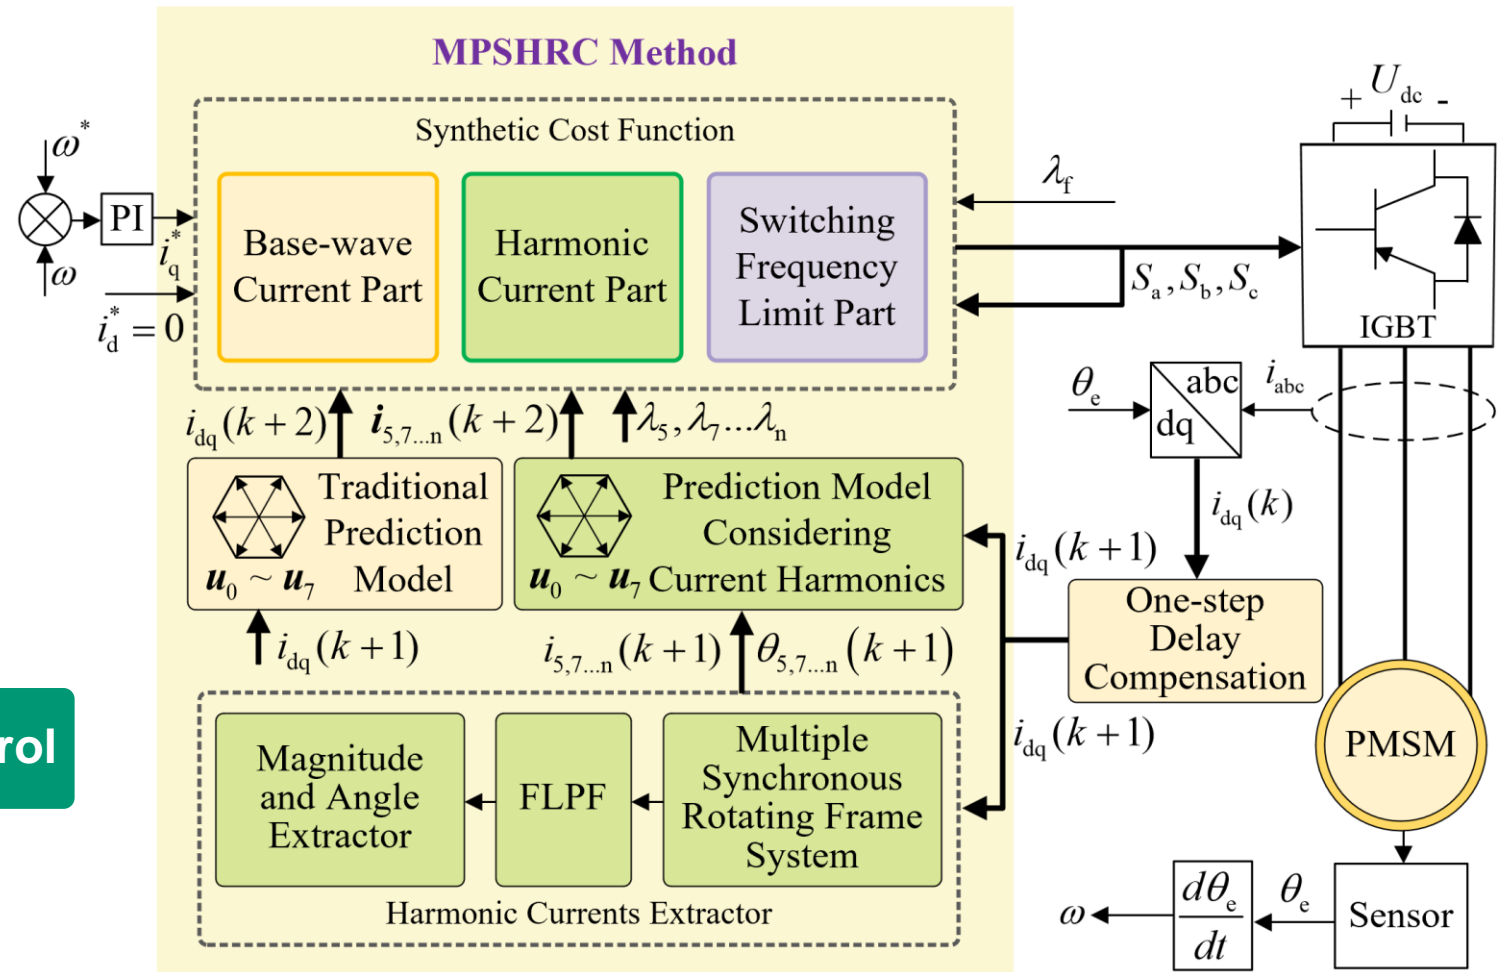 MPSHRC Method
Synthetic Cost Function
ω*
PI
i*q
ω
i*d = 0
Base-wave
Current Part
Harmonic
Current Part
Switching
Frequency
Limit Part
λf
Sa, Sb, Sc
+ Udc -
IGBT
idq(k+2)
i5,7...n(k+2)
λ5, λ7...λn
θe
abc
dq
iabc
idq(k)
Traditional
Prediction
Model
u0 ~ u7
Prediction Model
Considering
Current Harmonics
u0 ~ u7
idq(k+1)
One-step
Delay
Compensation
idq(k+1)
i5,7...n(k+1)
θ5,7...n(k+1)
idq(k+1)
Magnitude
and Angle
Extractor
FLPF
Multiple
Synchronous
Rotating Frame
System
Harmonic Currents Extractor
rol
PMSM
Sensor
θe
dθe
dt
ω